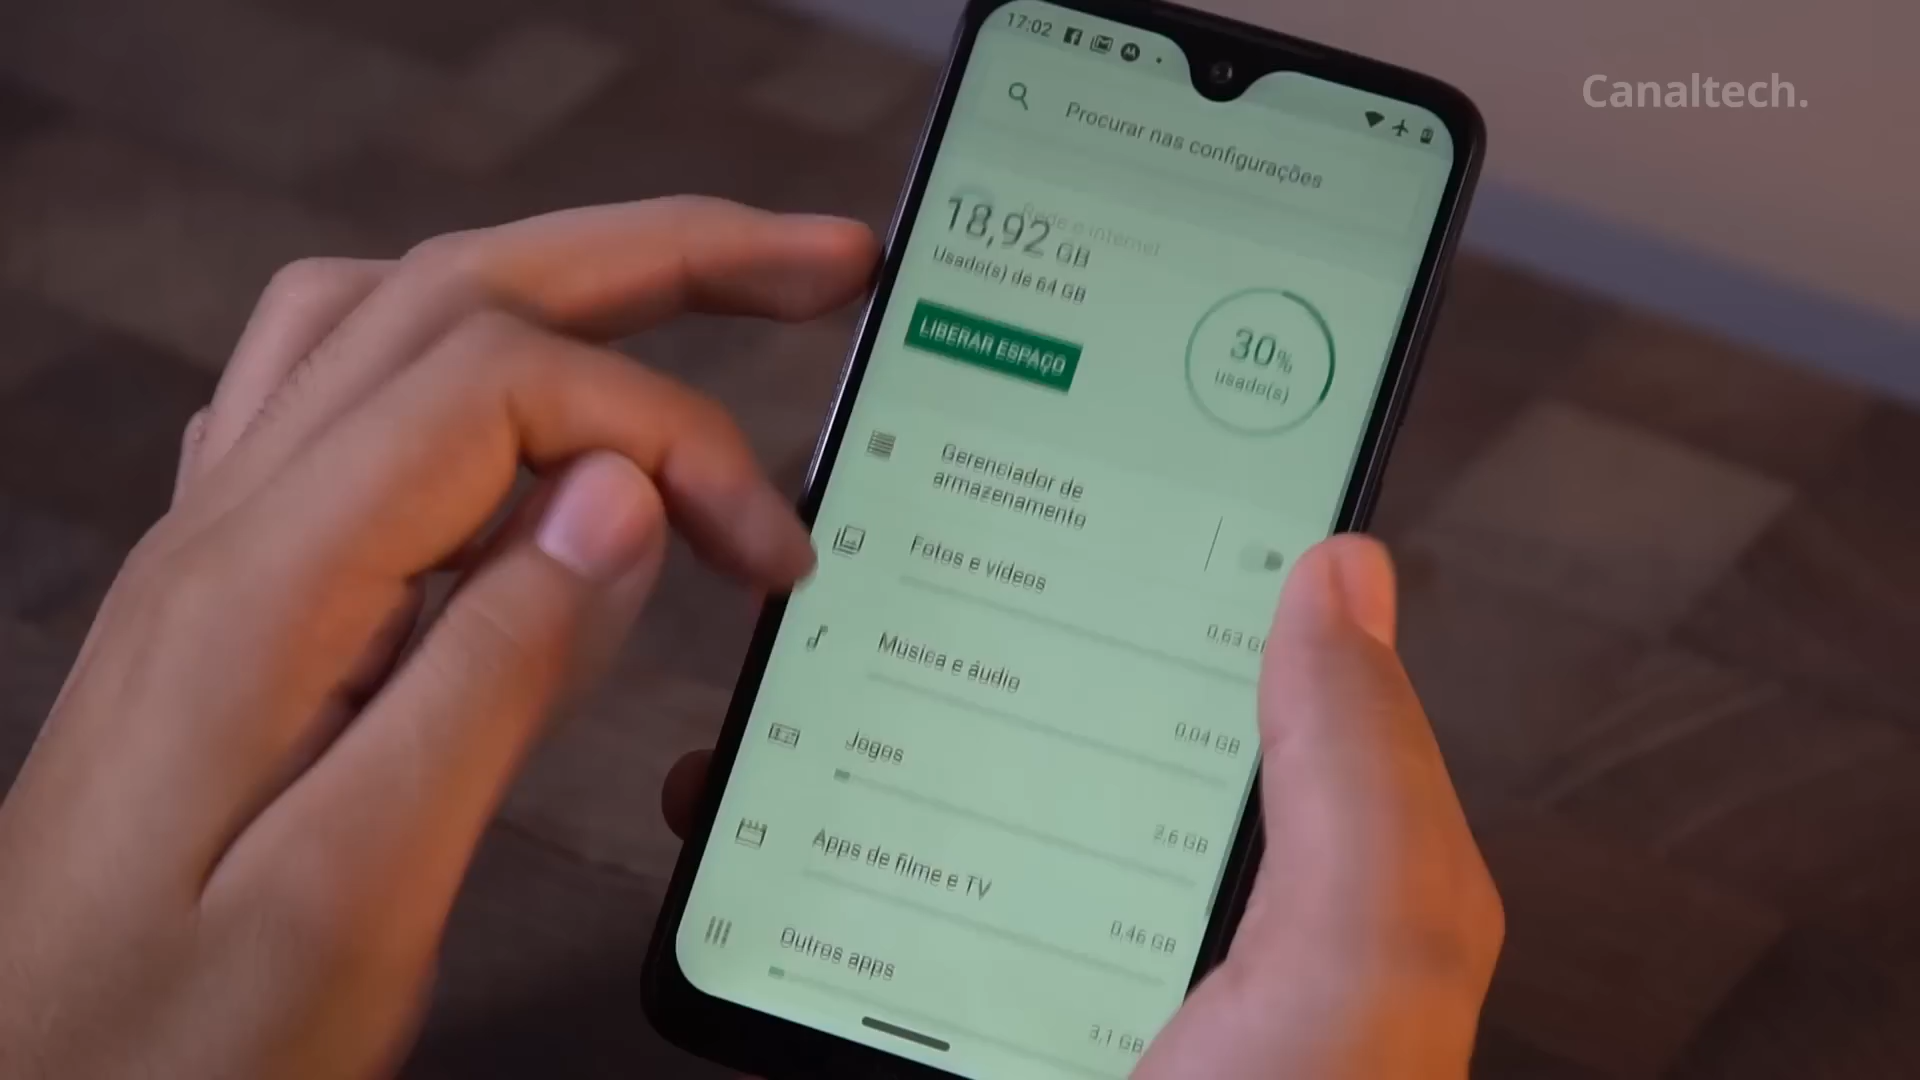 Canaltech.
17:02
Procurar nas configurações
Rede e internet
18,92 GB
Usado(s) de 64 GB
LIBERAR ESPAÇO
30%
usado(s)
Gerenciador de
armazenamento
Fotos e vídeos
0,63 GB
Música e áudio
0,04 GB
Jogos
2,6 GB
Apps de filme e TV
0,46 GB
Outros apps
3,1 GB